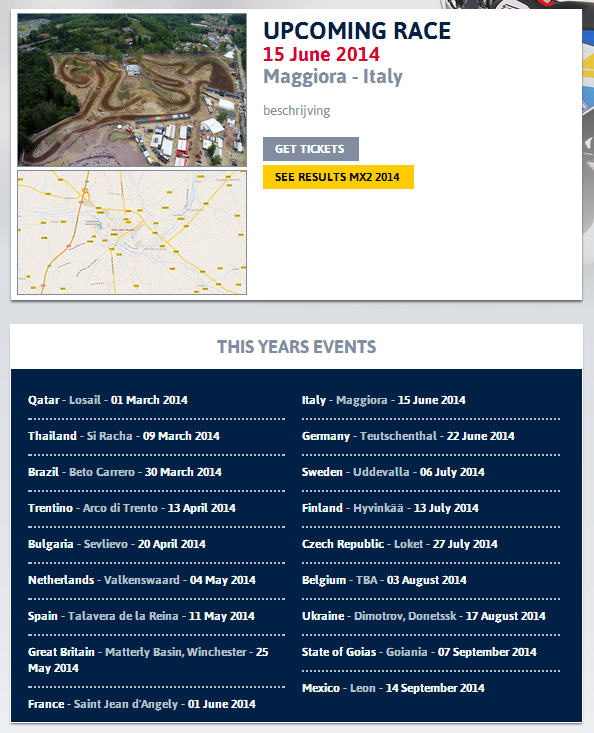 UPCOMING RACE
15 June 2014
Maggiora - Italy
beschrijving
GET TICKETS
SEE RESULTS MX2 2014
THIS YEARS EVENTS
Qatar - Losail - 01 March 2014
Thailand - Si Racha - 09 March 2014
Brazil - Beto Carrero - 30 March 2014
Trentino - Arco di Trento - 13 April 2014
Bulgaria - Sevlievo - 20 April 2014
Netherlands - Valkenswaard - 04 May 2014
Spain - Talavera de la Reina - 11 May 2014
Great Britain - Matterly Basin, Winchester - 25
May 2014
France - Saint Jean d'Angely - 01 June 2014
Italy - Maggiora - 15 June 2014
Germany - Teutschenthal - 22 June 2014
Sweden - Uddevalla - 06 July 2014
Finland - Hyvinkää - 13 July 2014
Czech Republic - Loket - 27 July 2014
Belgium - TBA - 03 August 2014
Ukraine - Dimotrov, Donetssk - 17 August 2014
State of Goias - Goiania - 07 September 2014
Mexico - Leon - 14 September 2014